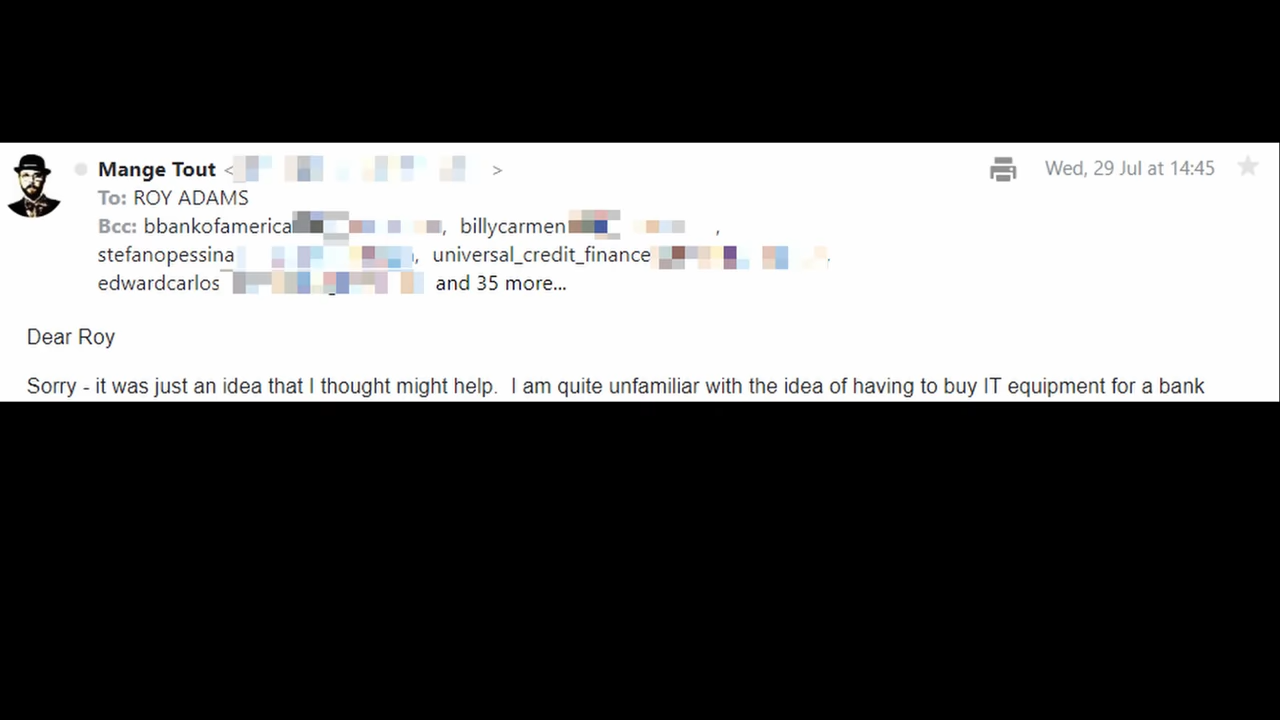 Mange Tout < >
Wed, 29 Jul at 14:45
To: ROY ADAMS
Bcc: bbankofamerica , billycarmen ,
stefanopessina , universal_credit_finance
edwardcarlos and 35 more...
Dear Roy
Sorry - it was just an idea that I thought might help. I am quite unfamiliar with the idea of having to buy IT equipment for a bank